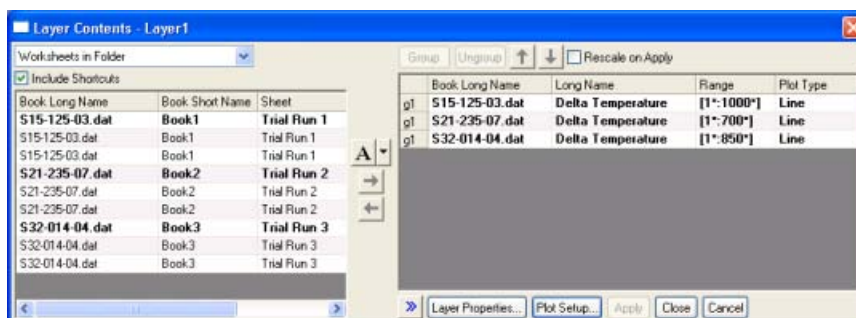 Layer Contents - Layer1
Worksheets in Folder
Include Shortcuts
Book Long Name Book Short Name Sheet
S15-125-03.dat Book1 Trial Run 1
S15-125-03.dat Book1 Trial Run 1
S15-125-03.dat Book1 Trial Run 1
S21-235-07.dat Book2 Trial Run 2
S21-235-07.dat Book2 Trial Run 2
S21-235-07.dat Book2 Trial Run 2
S32-014-04.dat Book3 Trial Run 3
S32-014-04.dat Book3 Trial Run 3
S32-014-04.dat Book3 Trial Run 3
A
Group Ungroup Rescale on Apply
Book Long Name Long Name Range Plot Type
g1 S15-125-03.dat Delta Temperature [1*:1000*] Line
g1 S21-235-07.dat Delta Temperature [1*:700*] Line
g1 S32-014-04.dat Delta Temperature [1*:850*] Line
Layer Properties... Plot Setup... Apply Close Cancel